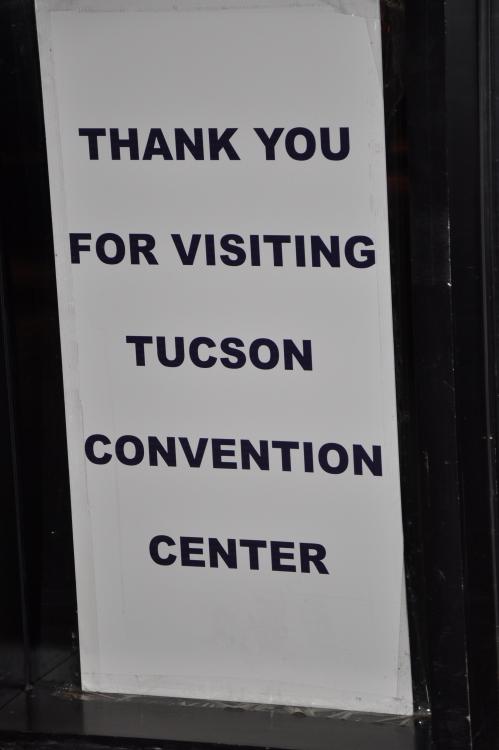 THANK YOU
FOR VISITING
TUCSON
CONVENTION
CENTER